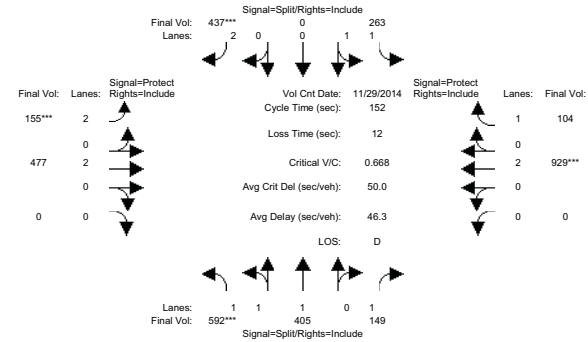 Signal=Split/Rights=Include
Final Vol: 437*** 0 263
Lanes: 2 0 0 1 1
Signal=Protect Signal=Protect
Final Vol: Lanes: Rights=Include Vol Cnt Date: 11/29/2014 Rights=Include Lanes: Final Vol:
Cycle Time (sec): 152
155*** 2 1 104
Loss Time (sec): 12
0 0
477 2 Critical V/C: 0.668 2 929***
0 Avg Crit Del (sec/veh): 50.0 0
0 0 Avg Delay (sec/veh): 46.3 0 0
LOS: D
Lanes: 1 1 1 0 1
Final Vol: 592*** 405 149
Signal=Split/Rights=Include